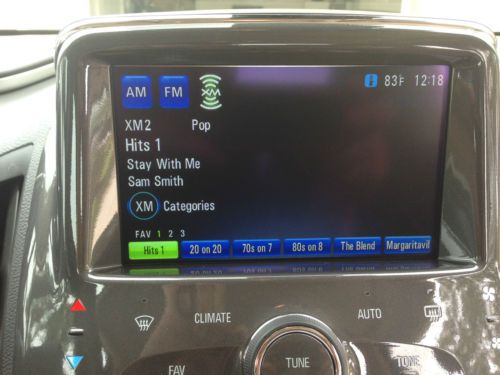 AM FM XM 83°F 12:18
XM2 Pop
Hits 1
Stay With Me
Sam Smith
XM Categories
FAV 1 2 3
Hits 1 20 on 20 70s on 7 80s on 8 The Blend Margaritavil
CLIMATE AUTO
FAV TUNE TONE